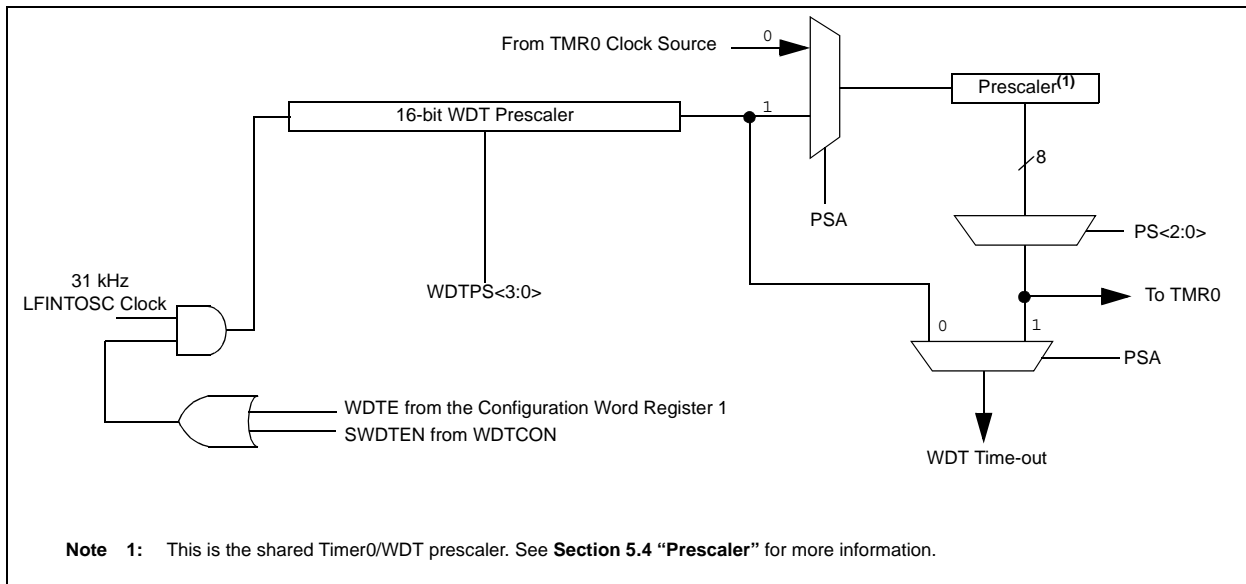 From TMR0 Clock Source
0
Prescaler(1)
16-bit WDT Prescaler
1
8
PSA
PS<2:0>
31 kHz
LFINTOSC Clock
WDTPS<3:0>
To TMR0
0
1
PSA
WDTE from the Configuration Word Register 1
SWDTEN from WDTCON
WDT Time-out
Note 1: This is the shared Timer0/WDT prescaler. See Section 5.4 “Prescaler” for more information.